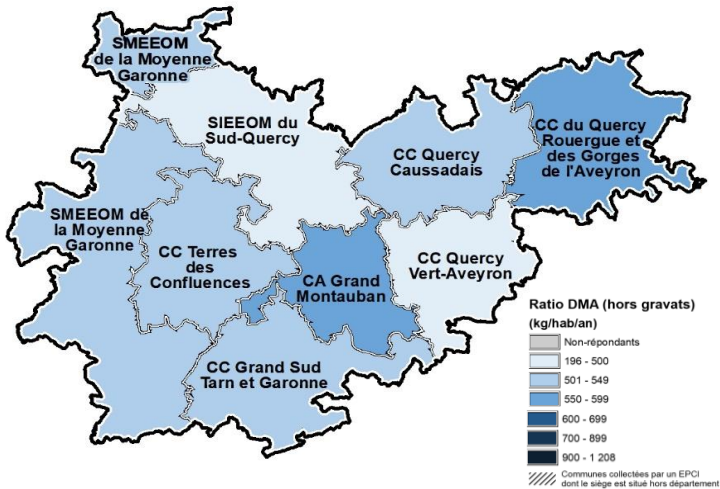 SMEEOM
de la Moyenne
Garonne
SIEEOM du
Sud-Quercy
CC Quercy
Caussadais
CC du Quercy
Rouergue et
des Gorges
de l'Aveyron
SMEEOM de
la Moyenne
Garonne
CC Terres
des
Confluences
CA Grand
Montauban
CC Quercy
Vert-Aveyron
CC Grand Sud
Tarn et Garonne
Ratio DMA (hors gravats)
(kg/hab/an)
Non-répondants
196 - 500
501 - 549
550 - 599
600 - 699
700 - 899
900 - 1 208
Communes collectées par un EPCI
dont le siège est situé hors département